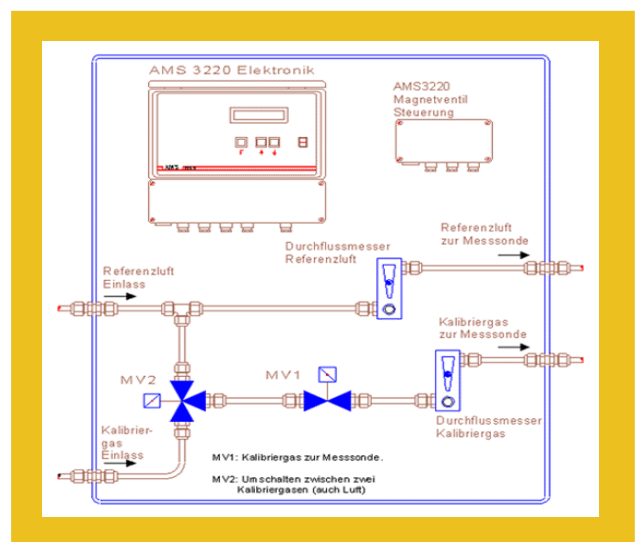 AMS 3220 Elektronik
AMS3220
Magnetventil
Steuerung
AMS
Durchflussmesser
Referenzluft
Referenzluft
zur Messsonde
Referenzluft
Einlass
Kalibriergas
zur Messsonde
MV2
MV1
Kalibrier-
gas
Einlass
Durchflussmesser
Kalibriergas
MV1: Kalibriergas zur Messsonde.
MV2: Umschalten zwischen zwei
Kalibriergasen (auch Luft)